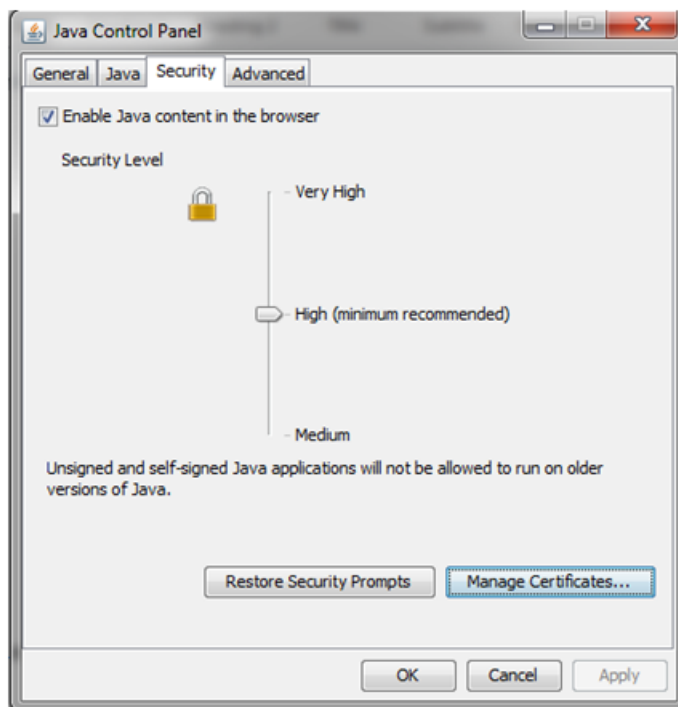 Java Control Panel
General Java Security Advanced
Enable Java content in the browser
Security Level
Very High
High (minimum recommended)
Medium
Unsigned and self-signed Java applications will not be allowed to run on older
versions of Java.
Restore Security Prompts Manage Certificates...
OK Cancel Apply